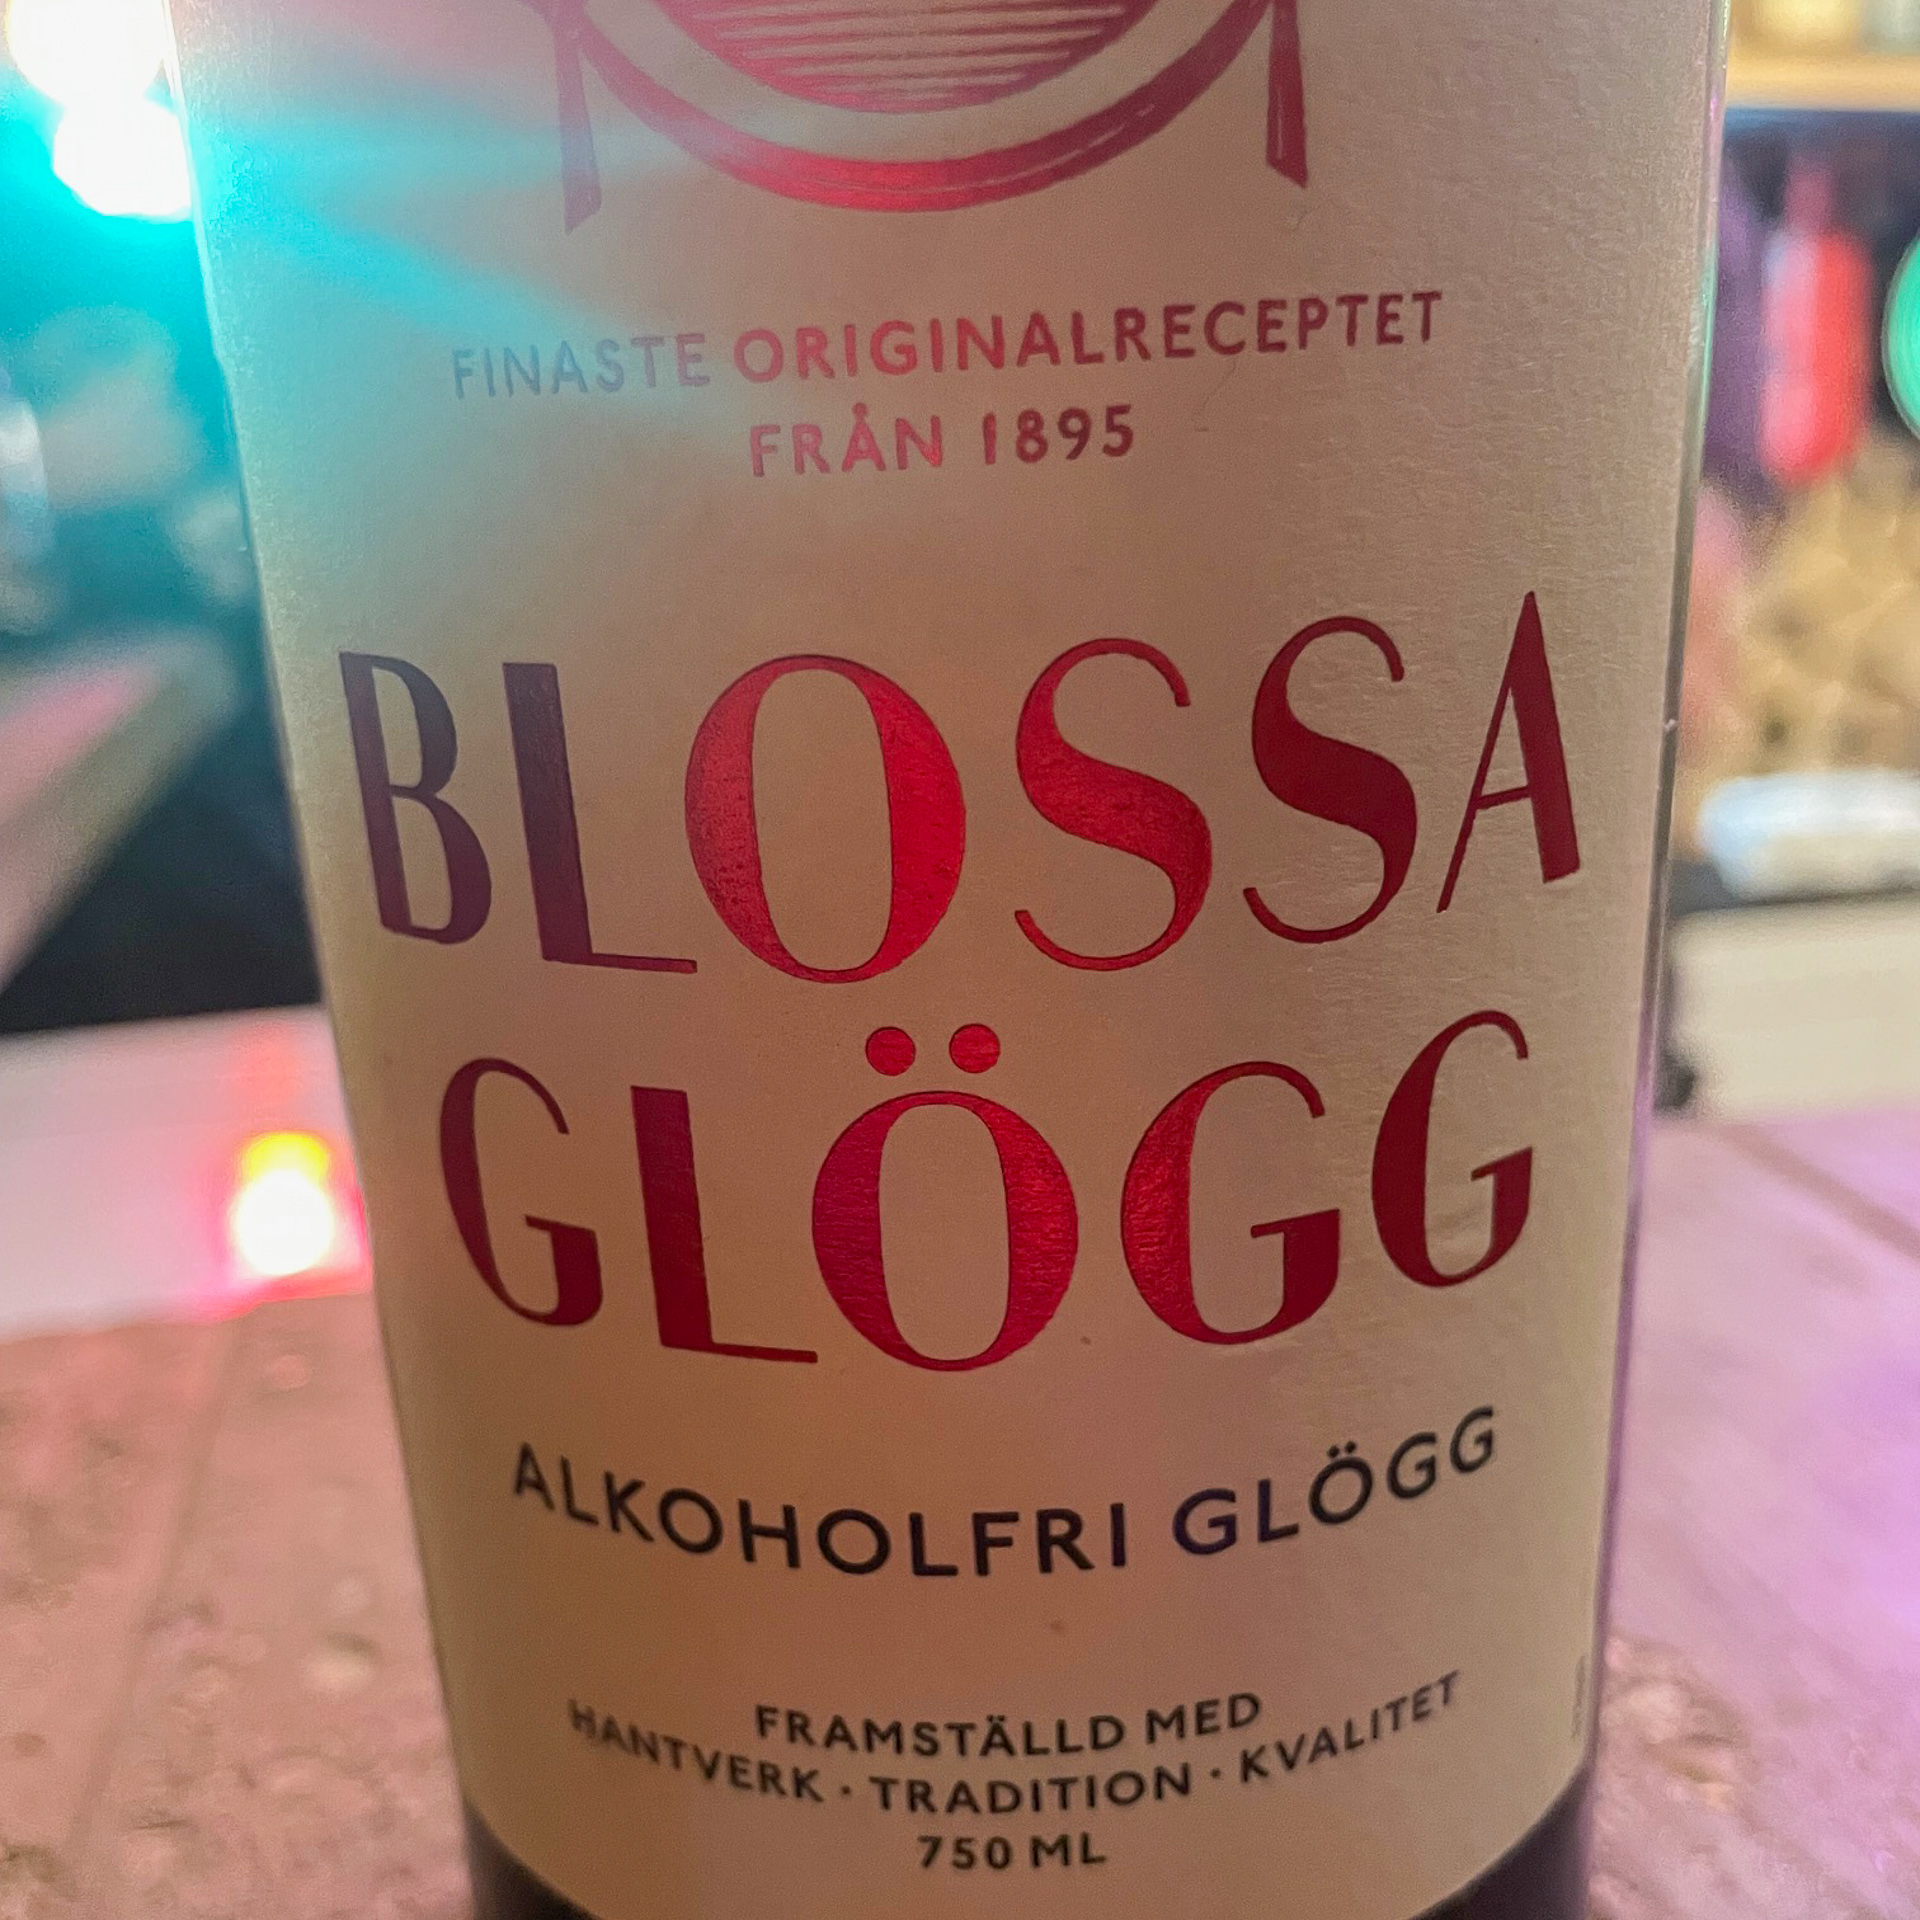 FINASTE ORIGINALRECEPTET
FRÅN 1895
BLOSSA
GLÖGG
ALKOHOLFRI GLÖGG
FRAMSTÄLLD MED
HANTVERK · TRADITION · KVALITET
750 ML